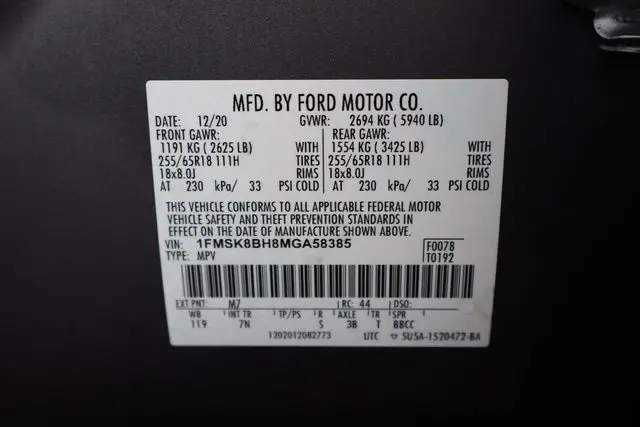 MFD. BY FORD MOTOR CO.
DATE: 12/20 GVWR: 2694 KG ( 5940 LB)
FRONT GAWR: REAR GAWR:
1191 KG ( 2625 LB) WITH 1554 KG ( 3425 LB) WITH
255/65R18 111H TIRES 255/65R18 111H TIRES
18x8.0J RIMS 18x8.0J RIMS
AT 230 kPa/ 33 PSI COLD AT 230 kPa/ 33 PSI COLD
THIS VEHICLE CONFORMS TO ALL APPLICABLE FEDERAL MOTOR
VEHICLE SAFETY AND THEFT PREVENTION STANDARDS IN
EFFECT ON THE DATE OF MANUFACTURE SHOWN ABOVE.
VIN: 1FMSK8BH8MGA58385 F0078
TYPE: MPV T0192
EXT PNT: M7 RC: 44 DSO:
WB INT TR TP/PS R AXLE TR SPR
119 7N S 3B T BBCC
1202012082773 UTC 5U5A-1520472-BA